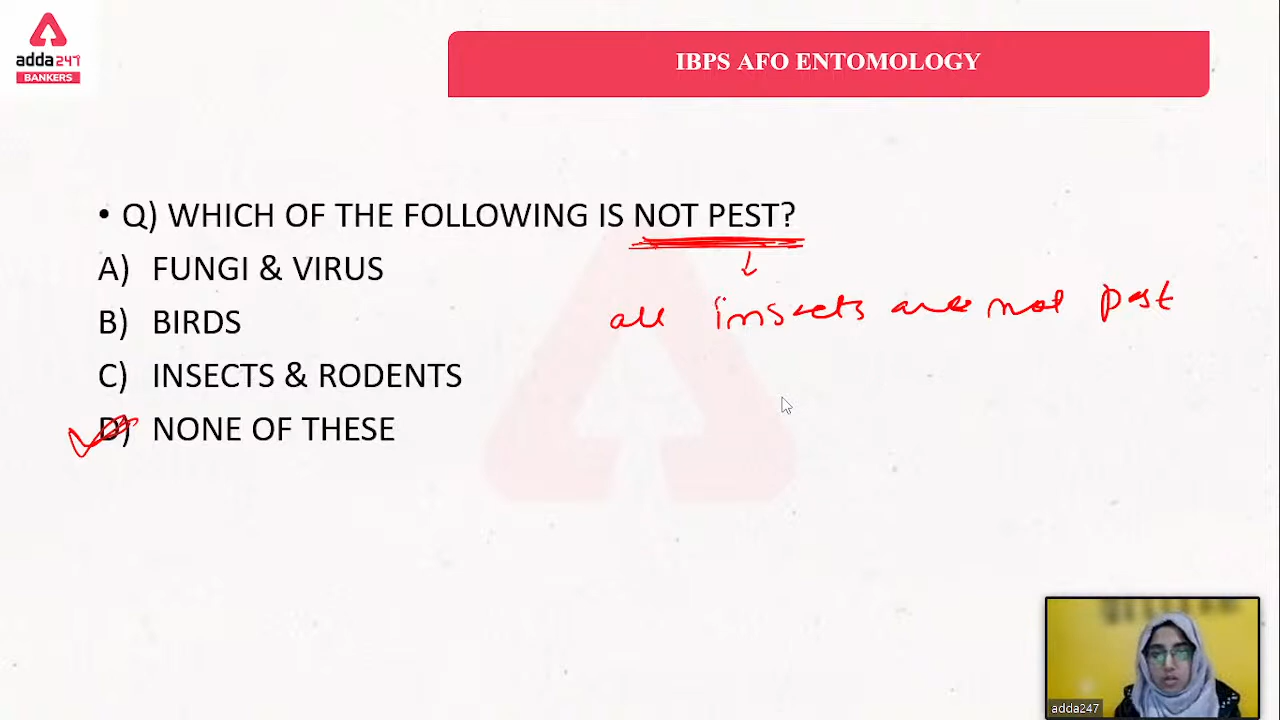 adda247
BANKERS
IBPS AFO ENTOMOLOGY
• Q) WHICH OF THE FOLLOWING IS NOT PEST?
A) FUNGI & VIRUS
all insects are not pest
B) BIRDS
C) INSECTS & RODENTS
D) NONE OF THESE
adda247